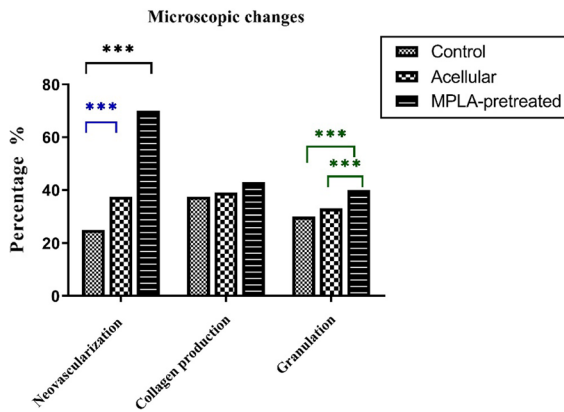 Microscopic changes
Control
Acellular
MPLA-pretreated
***
***
***
***
Percentage %
80
60
40
20
0
Neovascularization
Collagen production
Granulation